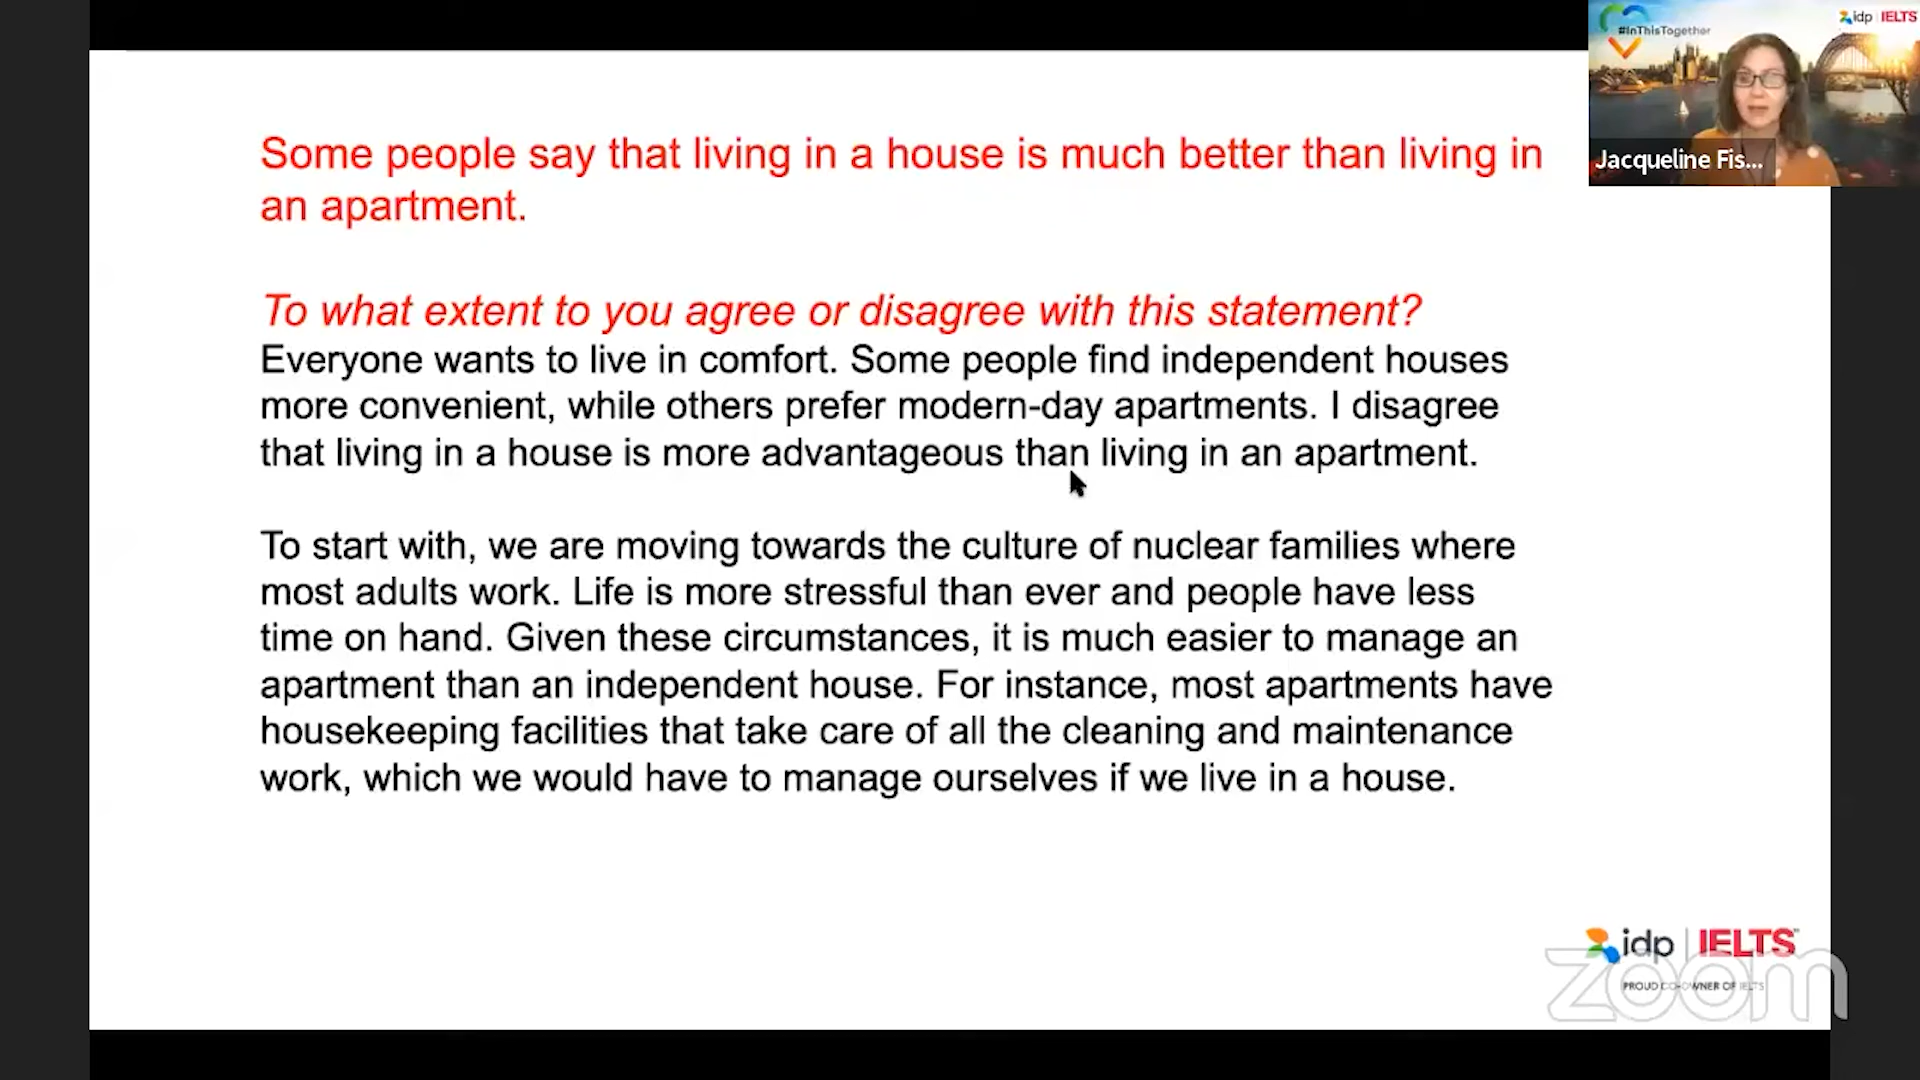 #InThisTogether
idp IELTS
Jacqueline Fis...
Some people say that living in a house is much better than living in
an apartment.
To what extent to you agree or disagree with this statement?
Everyone wants to live in comfort. Some people find independent houses
more convenient, while others prefer modern-day apartments. I disagree
that living in a house is more advantageous than living in an apartment.
To start with, we are moving towards the culture of nuclear families where
most adults work. Life is more stressful than ever and people have less
time on hand. Given these circumstances, it is much easier to manage an
apartment than an independent house. For instance, most apartments have
housekeeping facilities that take care of all the cleaning and maintenance
work, which we would have to manage ourselves if we live in a house.
idp IELTS
PROUD CO-OWNER OF IELTS
zoom